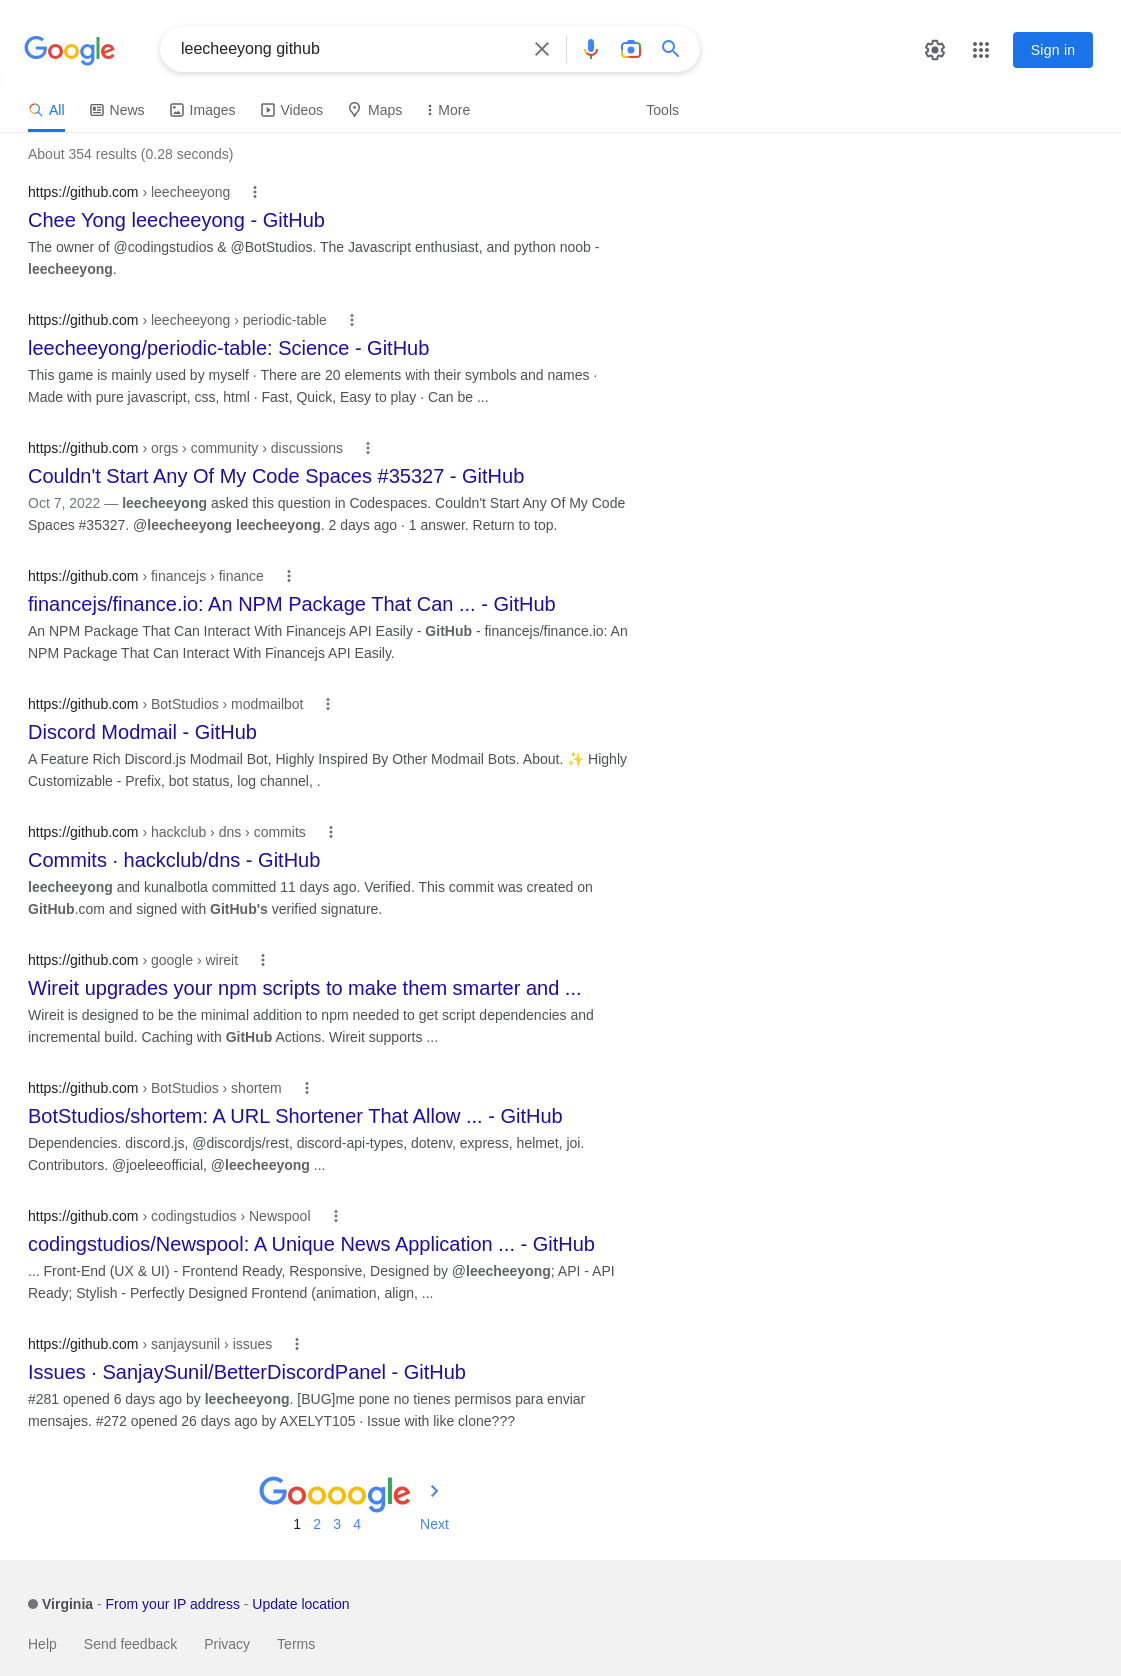 Google
leecheeyong github
Sign in
All News Images Videos Maps More Tools
About 354 results (0.28 seconds)
https://github.com › leecheeyong
Chee Yong leecheeyong - GitHub
The owner of @codingstudios & @BotStudios. The Javascript enthusiast, and python noob -
leecheeyong.
https://github.com › leecheeyong › periodic-table
leecheeyong/periodic-table: Science - GitHub
This game is mainly used by myself · There are 20 elements with their symbols and names ·
Made with pure javascript, css, html · Fast, Quick, Easy to play · Can be ...
https://github.com › orgs › community › discussions
Couldn't Start Any Of My Code Spaces #35327 - GitHub
Oct 7, 2022 — leecheeyong asked this question in Codespaces. Couldn't Start Any Of My Code
Spaces #35327. @leecheeyong leecheeyong. 2 days ago · 1 answer. Return to top.
https://github.com › financejs › finance
financejs/finance.io: An NPM Package That Can ... - GitHub
An NPM Package That Can Interact With Financejs API Easily - GitHub - financejs/finance.io: An
NPM Package That Can Interact With Financejs API Easily.
https://github.com › BotStudios › modmailbot
Discord Modmail - GitHub
A Feature Rich Discord.js Modmail Bot, Highly Inspired By Other Modmail Bots. About. ✨ Highly
Customizable - Prefix, bot status, log channel, .
https://github.com › hackclub › dns › commits
Commits · hackclub/dns - GitHub
leecheeyong and kunalbotla committed 11 days ago. Verified. This commit was created on
GitHub.com and signed with GitHub's verified signature.
https://github.com › google › wireit
Wireit upgrades your npm scripts to make them smarter and ...
Wireit is designed to be the minimal addition to npm needed to get script dependencies and
incremental build. Caching with GitHub Actions. Wireit supports ...
https://github.com › BotStudios › shortem
BotStudios/shortem: A URL Shortener That Allow ... - GitHub
Dependencies. discord.js, @discordjs/rest, discord-api-types, dotenv, express, helmet, joi.
Contributors. @joeleeofficial, @leecheeyong ...
https://github.com › codingstudios › Newspool
codingstudios/Newspool: A Unique News Application ... - GitHub
... Front-End (UX & UI) - Frontend Ready, Responsive, Designed by @leecheeyong; API - API
Ready; Stylish - Perfectly Designed Frontend (animation, align, ...
https://github.com › sanjaysunil › issues
Issues · SanjaySunil/BetterDiscordPanel - GitHub
#281 opened 6 days ago by leecheeyong. [BUG]me pone no tienes permisos para enviar
mensajes. #272 opened 26 days ago by AXELYT105 · Issue with like clone???
Goooogle ›
1 2 3 4 Next
Virginia - From your IP address - Update location
Help Send feedback Privacy Terms